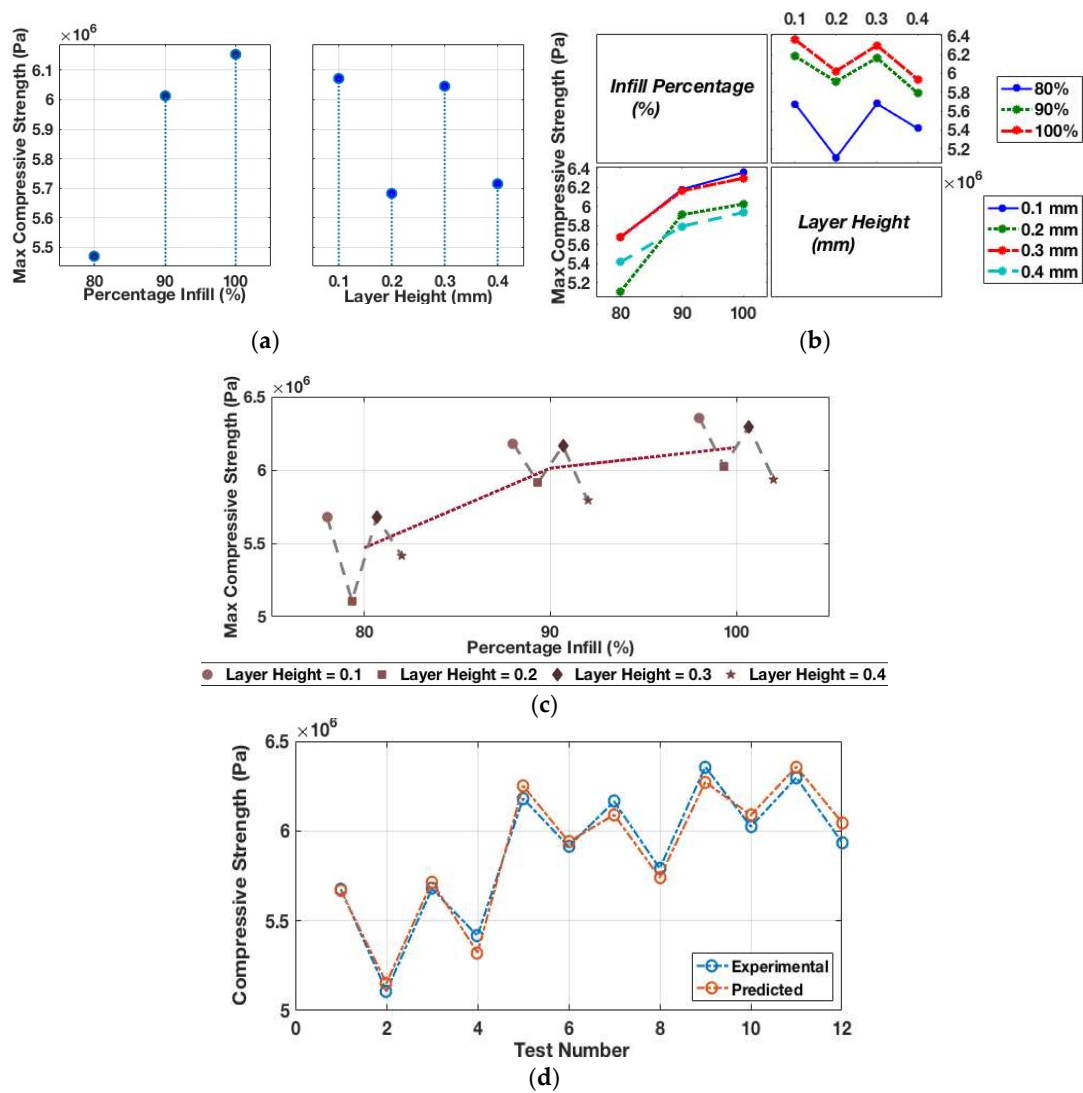 ×10⁶
Max Compressive Strength (Pa)
6.1
6
5.9
5.8
5.7
5.6
5.5
80 90 100
Percentage Infill (%)
0.1 0.2 0.3 0.4
Layer Height (mm)
(a)
0.1 0.2 0.3 0.4
Max Compressive Strength (Pa)
Infill Percentage
(%)
6.4
6.2
6
5.8
5.6
5.4
5.2
×10⁶
80%
90%
100%
6.4
6.2
6
5.8
5.6
5.4
5.2
80 90 100
Layer Height
(mm)
0.1 mm
0.2 mm
0.3 mm
0.4 mm
(b)
×10⁶
Max Compressive Strength (Pa)
6.5
6
5.5
5
80 90 100
Percentage Infill (%)
Layer Height = 0.1 Layer Height = 0.2 Layer Height = 0.3 Layer Height = 0.4
(c)
×10⁶
Compressive Strength (Pa)
6.5
6
5.5
5
0 2 4 6 8 10 12
Experimental
Predicted
Test Number
(d)